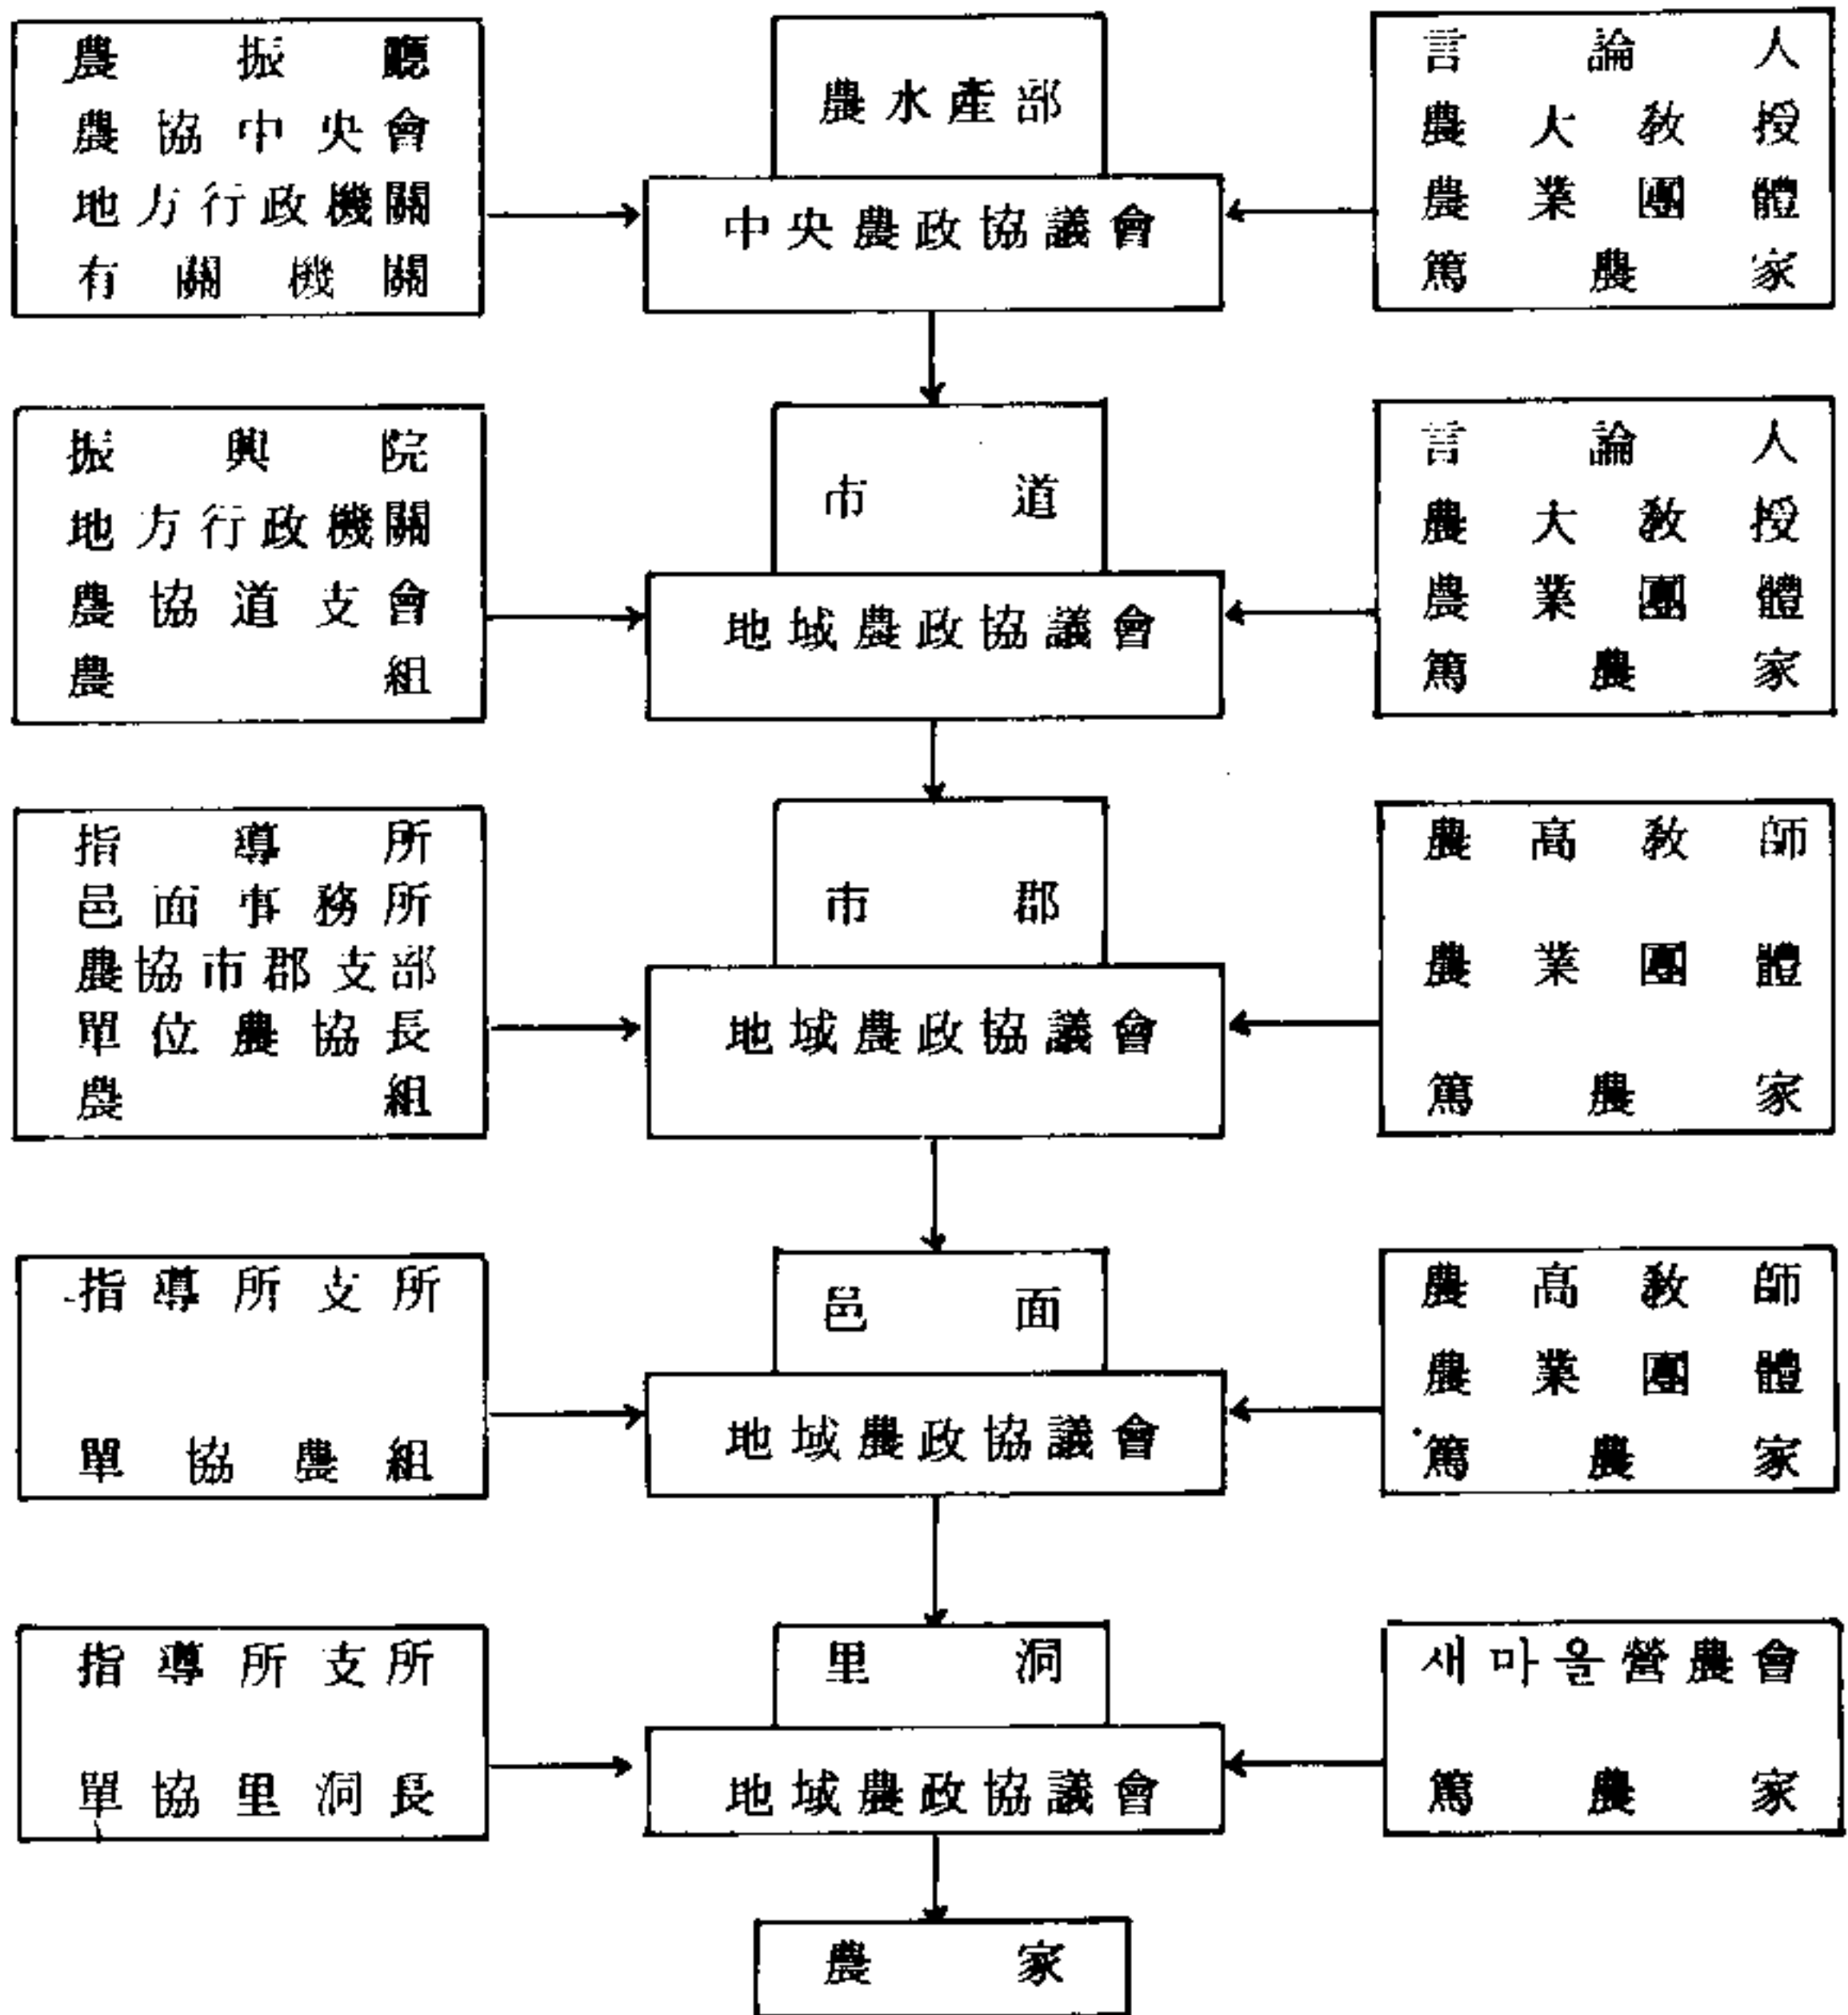 農振廳
農協中央會
地方行政機關
有關機關
農水產部
中央農政協議會
言論人
農大敎授
農業團體
篤農家
振興院
地方行政機關
農協道支會
農組
市道
地域農政協議會
言論人
農大敎授
農業團體
篤農家
指導所
邑面事務所
農協市郡支部
單位農協長
農組
市郡
地域農政協議會
農高敎師
農業團體
篤農家
指導所支所
單協農組
邑面
地域農政協議會
農高敎師
農業團體
篤農家
指導所支所
單協里洞長
里洞
地域農政協議會
새마을營農會
篤農家
農家